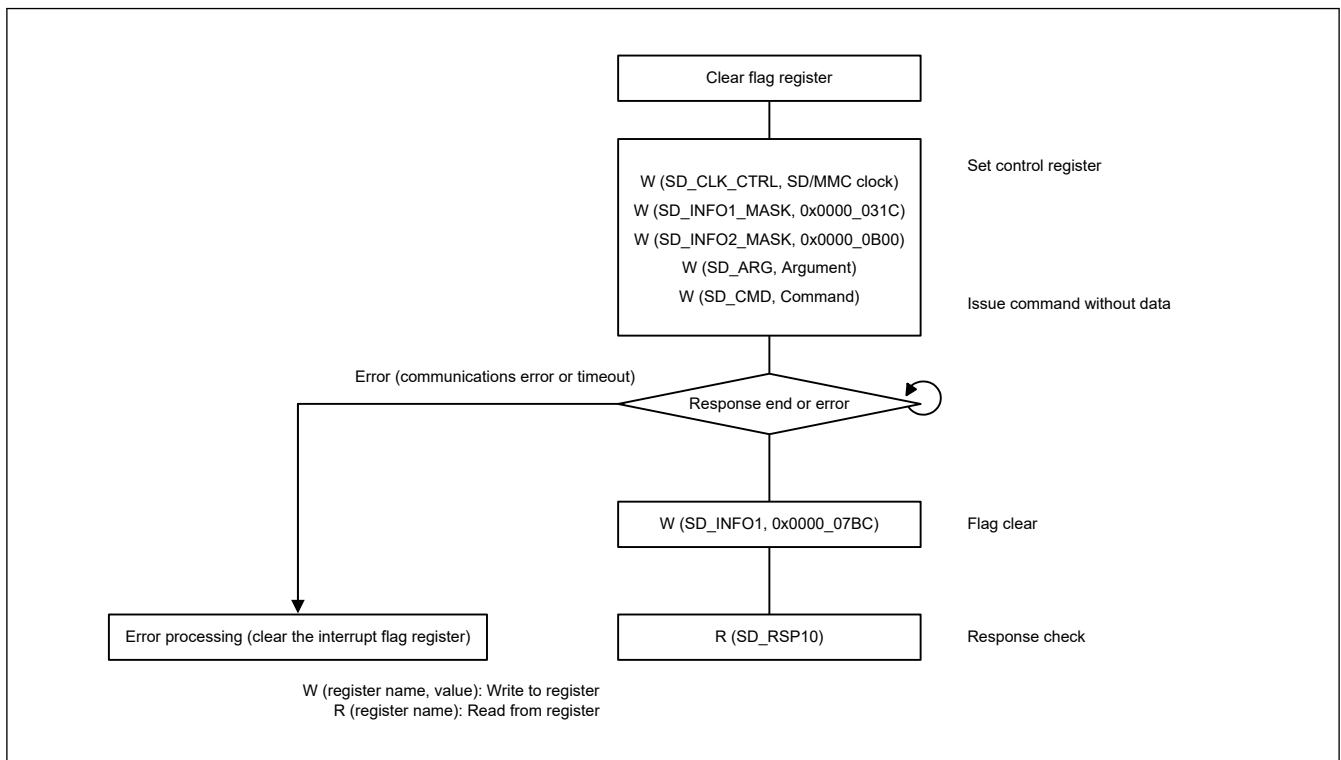 Clear flag register
W (SD_CLK_CTRL, SD/MMC clock)
Set control register
W (SD_INFO1_MASK, 0x0000_031C)
W (SD_INFO2_MASK, 0x0000_0B00)
W (SD_ARG, Argument)
W (SD_CMD, Command)
Issue command without data
Error (communications error or timeout)
Response end or error
W (SD_INFO1, 0x0000_07BC)
Flag clear
Error processing (clear the interrupt flag register)
R (SD_RSP10)
Response check
W (register name, value): Write to register
R (register name): Read from register